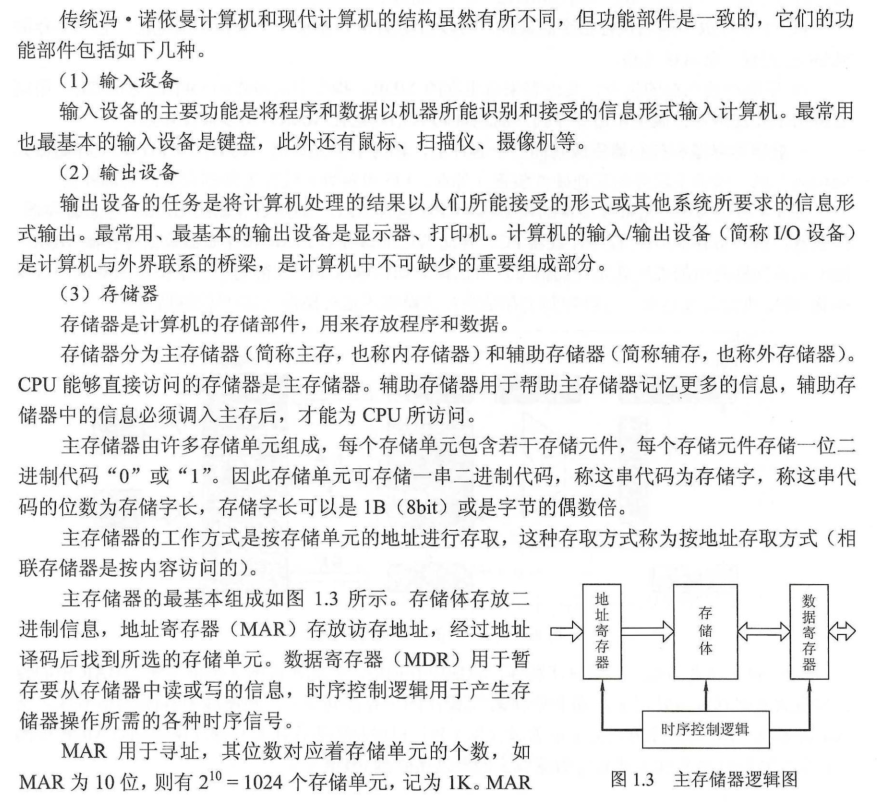 传统冯·诺依曼计算机和现代计算机的结构虽然有所不同，但功能部件是一致的，它们的功
能部件包括如下几种。
（1）输入设备
输入设备的主要功能是将程序和数据以机器所能识别和接受的信息形式输入计算机。最常用
也最基本的输入设备是键盘，此外还有鼠标、扫描仪、摄像机等。
（2）输出设备
输出设备的任务是将计算机处理的结果以人们所能接受的形式或其他系统所要求的信息形
式输出。最常用、最基本的输出设备是显示器、打印机。计算机的输入/输出设备（简称 I/O 设备）
是计算机与外界联系的桥梁，是计算机中不可缺少的重要组成部分。
（3）存储器
存储器是计算机的存储部件，用来存放程序和数据。
存储器分为主存储器（简称主存，也称内存储器）和辅助存储器（简称辅存，也称外存储器）。
CPU 能够直接访问的存储器是主存储器。辅助存储器用于帮助主存储器记忆更多的信息，辅助存
储器中的信息必须调入主存后，才能为 CPU 所访问。
主存储器由许多存储单元组成，每个存储单元包含若干存储元件，每个存储元件存储一位二
进制代码“0”或“1”。因此存储单元可存储一串二进制代码，称这串代码为存储字，称这串代
码的位数为存储字长，存储字长可以是 1B（8bit）或是字节的偶数倍。
主存储器的工作方式是按存储单元的地址进行存取，这种存取方式称为按地址存取方式（相
联存储器是按内容访问的）。
主存储器的最基本组成如图 1.3 所示。存储体存放二
进制信息，地址寄存器（MAR）存放访存地址，经过地址
译码后找到所选的存储单元。数据寄存器（MDR）用于暂
存要从存储器中读或写的信息，时序控制逻辑用于产生存
储器操作所需的各种时序信号。
MAR 用于寻址，其位数对应着存储单元的个数，如
MAR 为 10 位，则有 2¹⁰ = 1024 个存储单元，记为 1K。MAR
地址寄存器
存储体
数据寄存器
时序控制逻辑
图 1.3 主存储器逻辑图